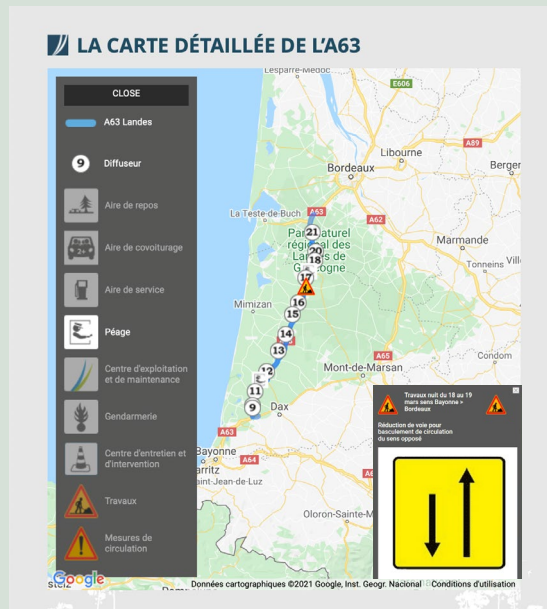 LA CARTE DÉTAILLÉE DE L'A63
CLOSE
A63 Landes
9 Diffuseur
Aire de repos
2+
Aire de covoiturage
Aire de service
Péage
Centre d'exploitation
et de maintenance
Gendarmerie
Centre d'entretien et
d'intervention
Travaux
Mesures de
circulation
Lesparre-Médoc
E606
Libourne
A89
Bordeaux
Berger
La Teste-de-Buch
A63
A62
21
Parc naturel
20
régional des
18
Landes de
Gascogne
17
Marmande
Tonneins
Mimizan
16
15
14
13
A65
Condom
12
Mont-de-Marsan
11
9
Dax
A63
Bayonne
A64
Saint-Jean-de-Luz
Oloron-Sainte-M
Travaux nuit du 18 au 19
mars sens Bayonne >
Bordeaux
Réduction de voie pour
basculement de circulation
du sens opposé
Google
Données cartographiques ©2021 Google, Inst. Geogr. Nacional
Conditions d'utilisation